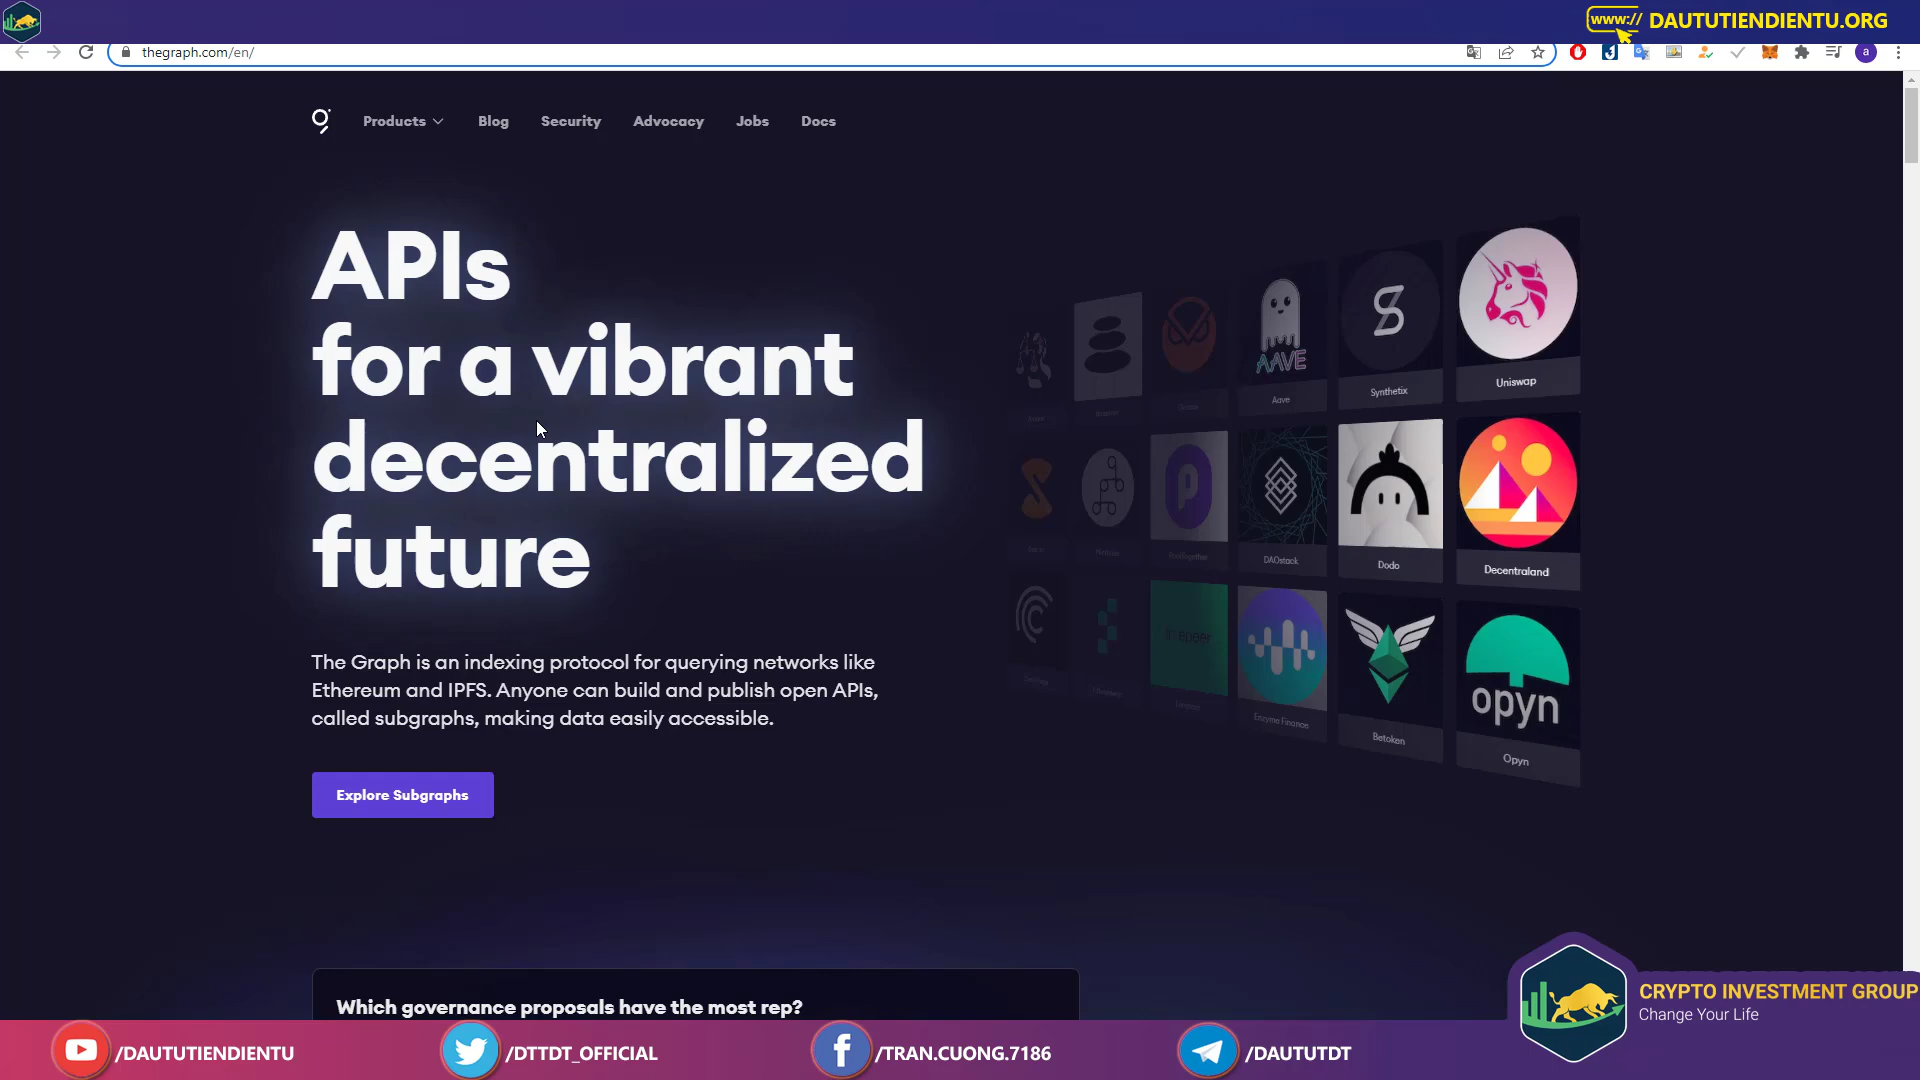 www://
DAUTUTIENDIENTU.ORG
thegraph.com/en/
a
Products
Blog
Security
Advocacy
Jobs
Docs
APIs
for a vibrant
decentralized
future
The Graph is an indexing protocol for querying networks like
Ethereum and IPFS. Anyone can build and publish open APIs,
called subgraphs, making data easily accessible.
Explore Subgraphs
AAVE
Aave
Synthetix
Uniswap
PoolTogether
DAOstack
Dodo
Decentraland
Enzyme Finance
Betoken
opyn
Opyn
Which governance proposals have the most rep?
CRYPTO INVESTMENT GROUP
Change Your Life
/DAUTUTIENDIENTU
/DTTDT_OFFICIAL
/TRAN.CUONG.7186
/DAUTUTDT